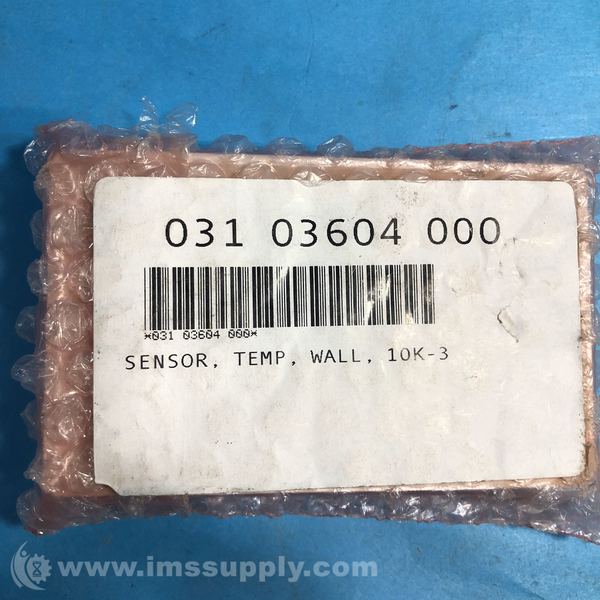 031 03604 000
*031 03604 000*
SENSOR, TEMP, WALL, 10K-3
www.imssupply.com